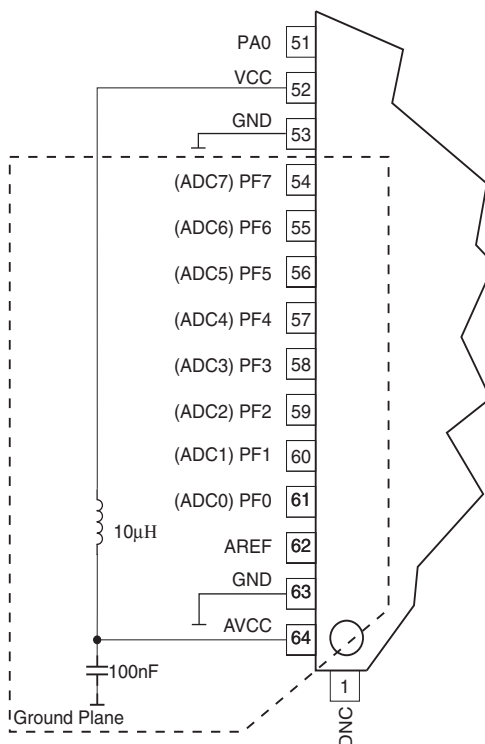 PA0 51
VCC 52
GND 53
(ADC7) PF7 54
(ADC6) PF6 55
(ADC5) PF5 56
(ADC4) PF4 57
(ADC3) PF3 58
(ADC2) PF2 59
(ADC1) PF1 60
(ADC0) PF0 61
10µH
AREF 62
GND 63
AVCC 64
100nF
1
Ground Plane
DNC